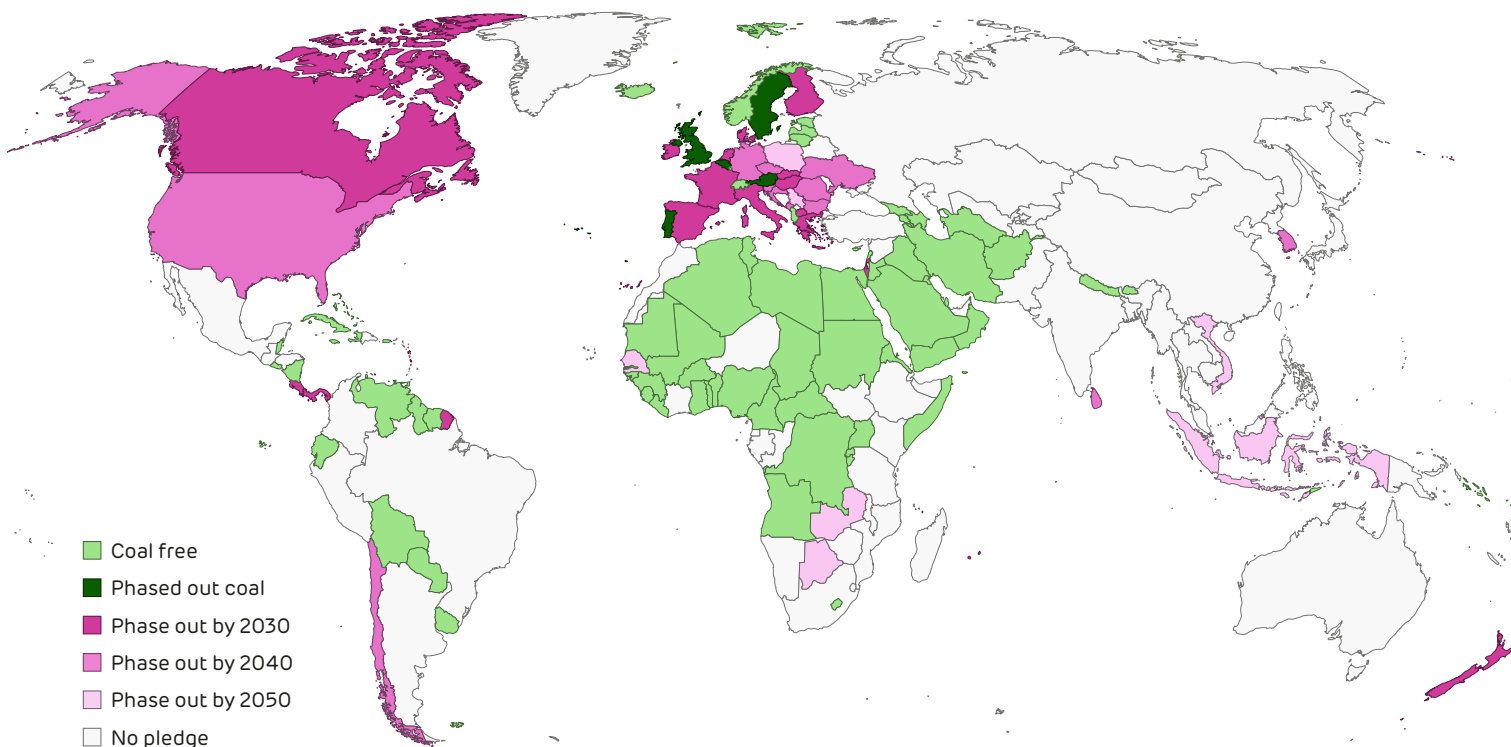 Coal free
Phased out coal
Phase out by 2030
Phase out by 2040
Phase out by 2050
No pledge